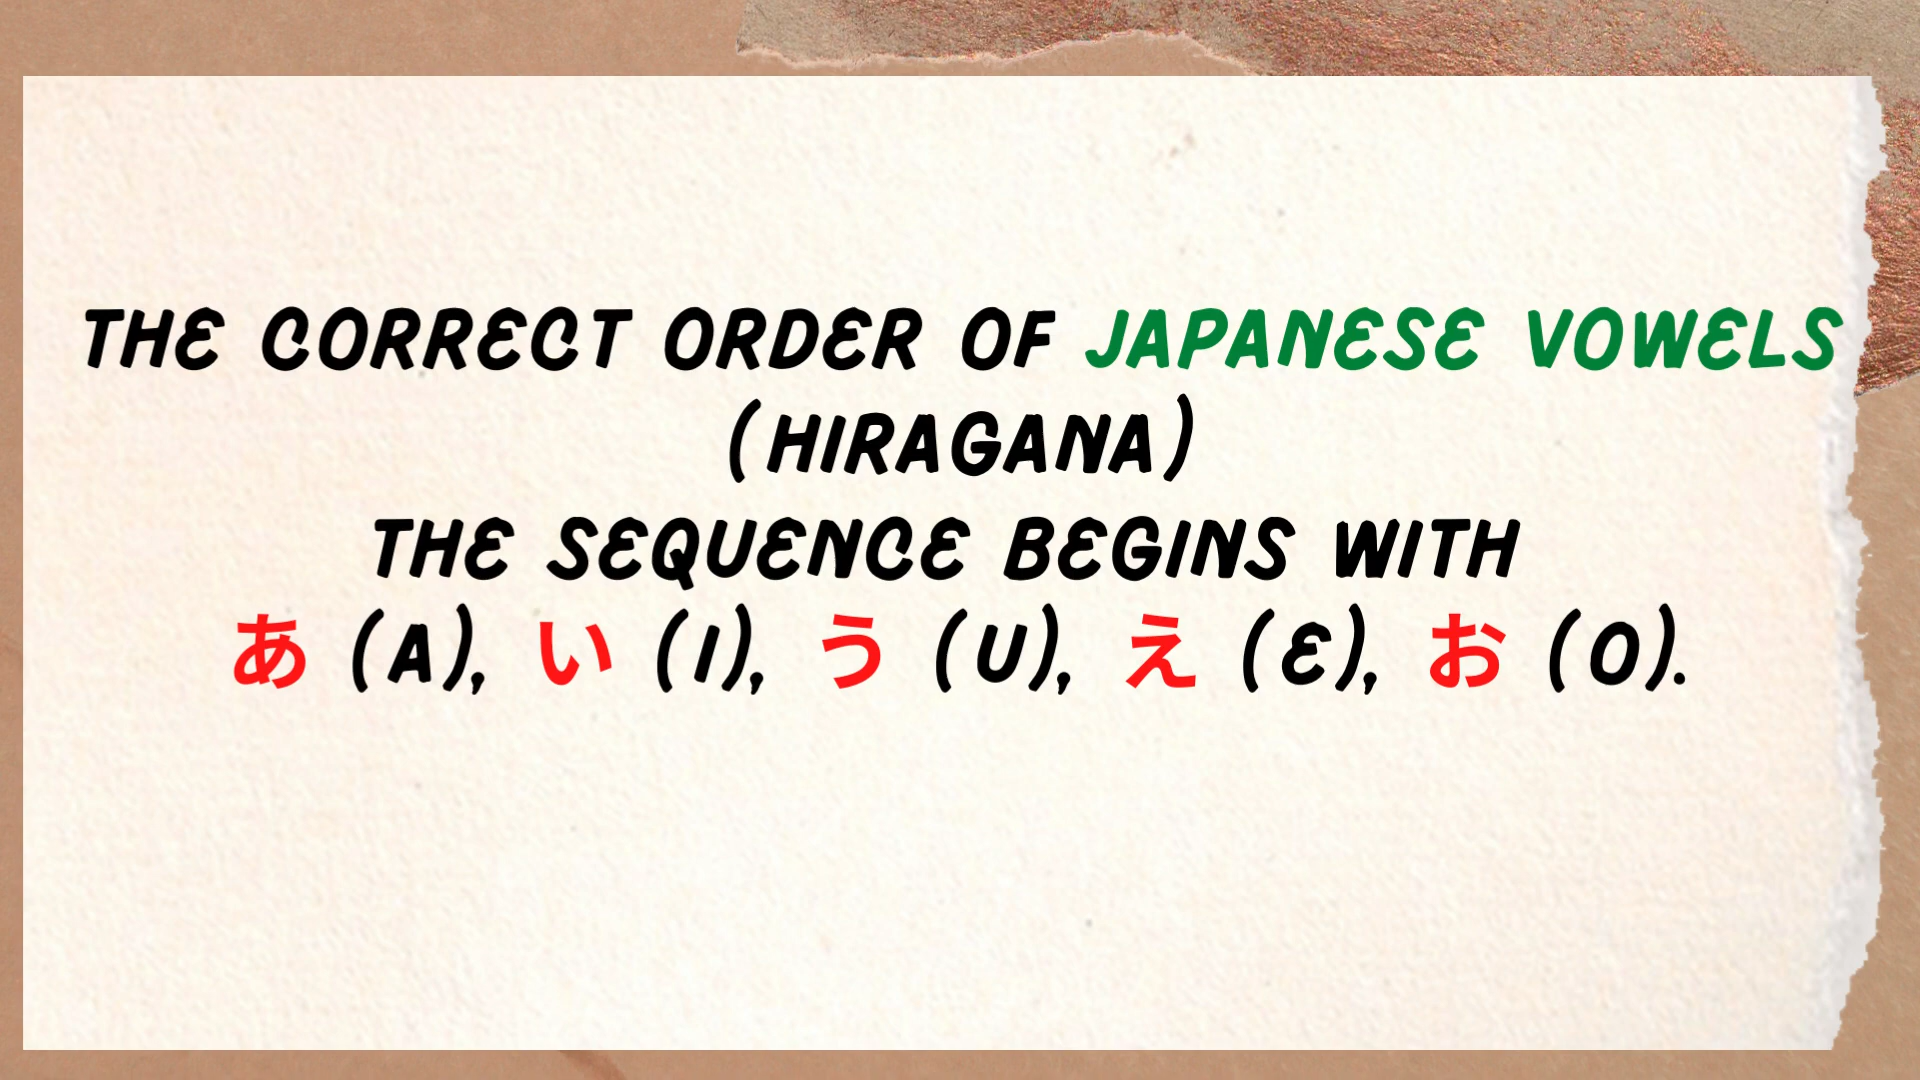 THE CORRECT ORDER OF JAPANESE VOWELS
(HIRAGANA)
THE SEQUENCE BEGINS WITH
あ (A), い (I), う (U), え (E), お (O).